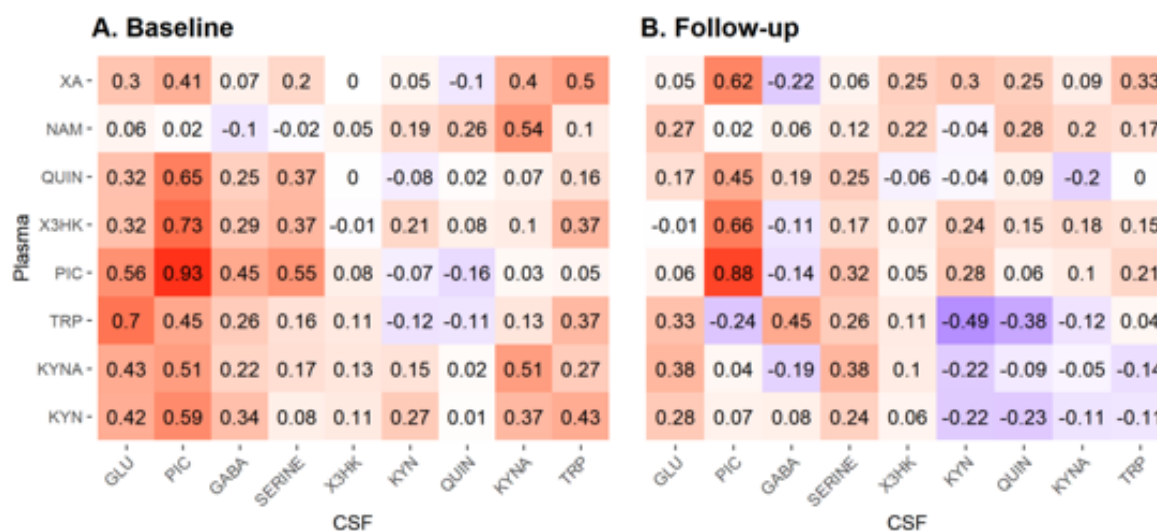 A. Baseline B. Follow-up
XA 0.3 0.41 0.07 0.2 0 0.05 -0.1 0.4 0.5 0.05 0.62 -0.22 0.06 0.25 0.3 0.25 0.09 0.33
NAM 0.06 0.02 -0.1 -0.02 0.05 0.19 0.26 0.54 0.1 0.27 0.02 0.06 0.12 0.22 -0.04 0.28 0.2 0.17
QUIN 0.32 0.65 0.25 0.37 0 -0.08 0.02 0.07 0.16 0.17 0.45 0.19 0.25 -0.06 -0.04 0.09 -0.2 0
X3HK 0.32 0.73 0.29 0.37 -0.01 0.21 0.08 0.1 0.37 -0.01 0.66 -0.11 0.17 0.07 0.24 0.15 0.18 0.15
Plasma
PIC 0.56 0.93 0.45 0.55 0.08 -0.07 -0.16 0.03 0.05 0.06 0.88 -0.14 0.32 0.05 0.28 0.06 0.1 0.21
TRP 0.7 0.45 0.26 0.16 0.11 -0.12 -0.11 0.13 0.37 0.33 -0.24 0.45 0.26 0.11 -0.49 -0.38 -0.12 0.04
KYNA 0.43 0.51 0.22 0.17 0.13 0.15 0.02 0.51 0.27 0.38 0.04 -0.19 0.38 0.1 -0.22 -0.09 -0.05 -0.14
KYN 0.42 0.59 0.34 0.08 0.11 0.27 0.01 0.37 0.43 0.28 0.07 0.08 0.24 0.06 -0.22 -0.23 -0.11 -0.11
GLU PIC GABA SERINE X3HK KYN QUIN KYNA TRP GLU PIC GABA SERINE X3HK KYN QUIN KYNA TRP
CSF CSF